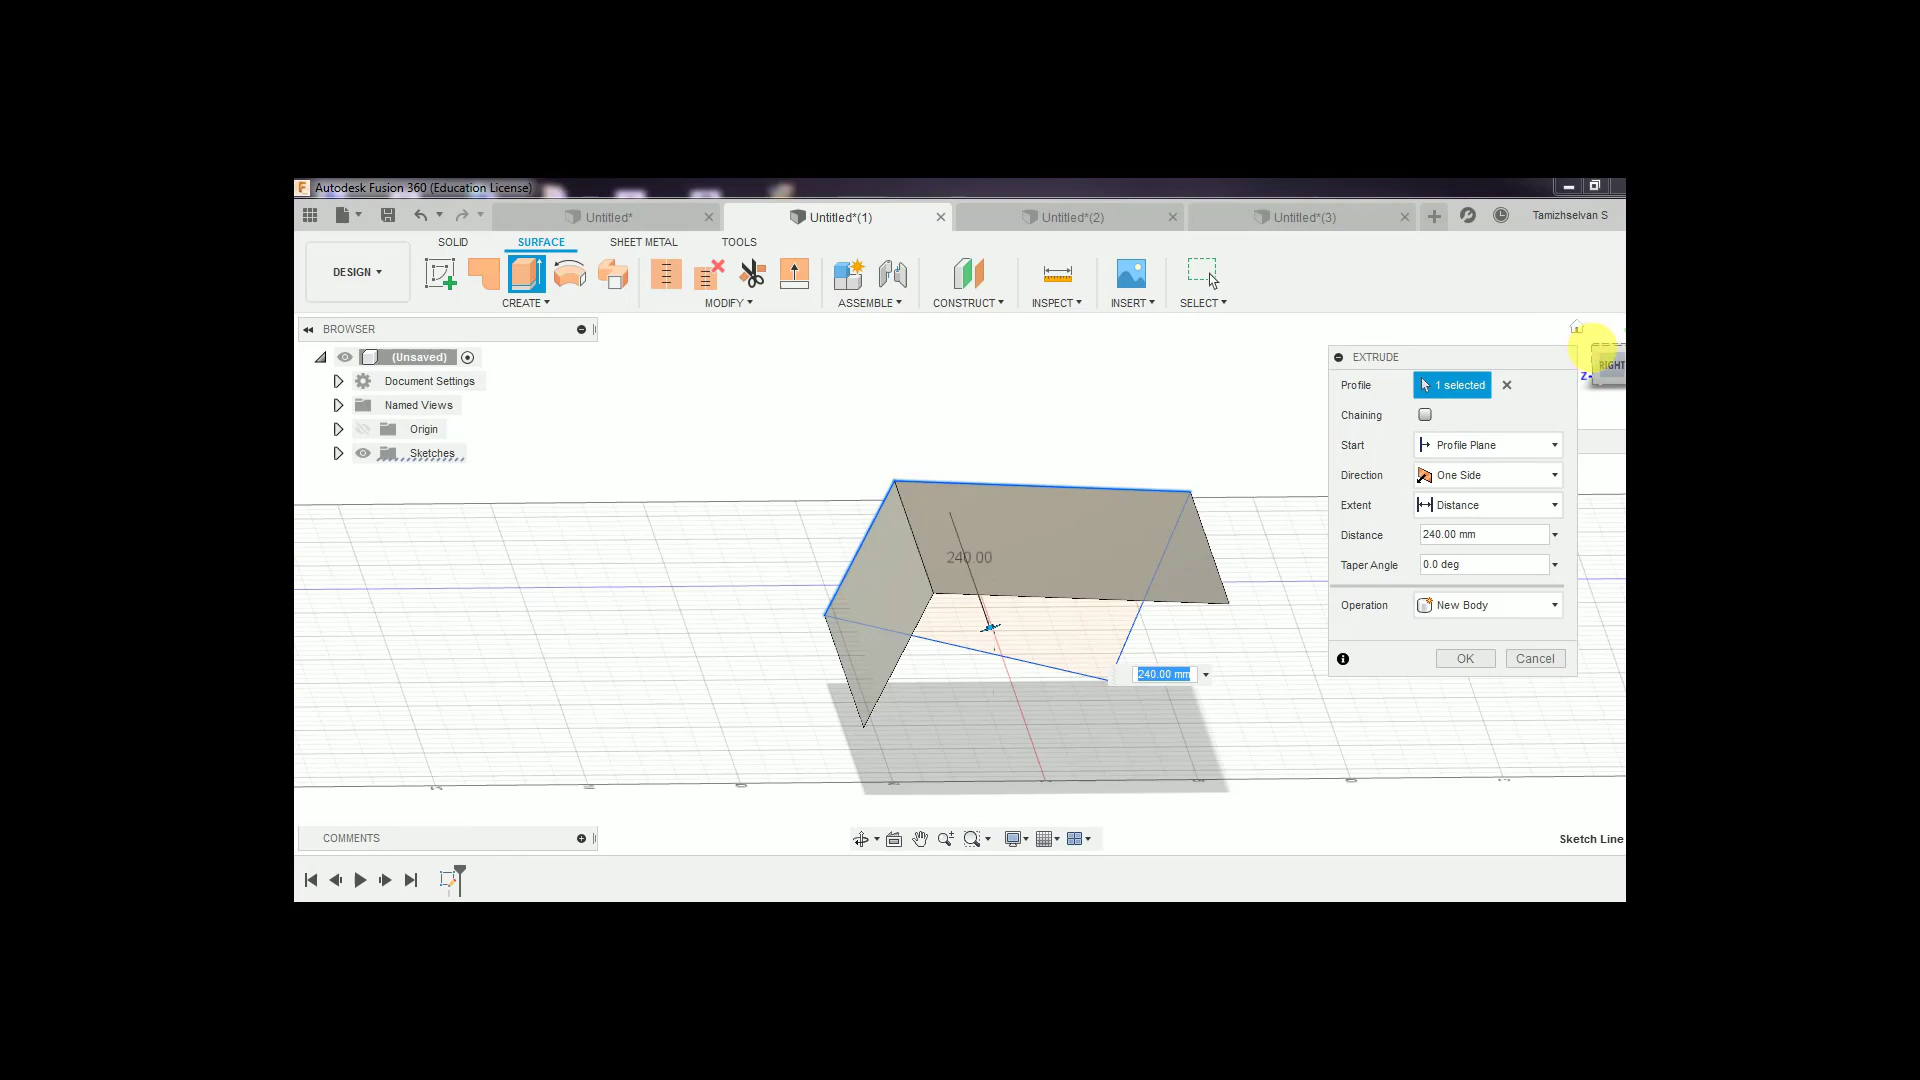 Autodesk Fusion 360 (Education License)
Untitled*
Untitled*(1)
Untitled*(2)
Untitled*(3)
Tamizhselvan S
SOLID
SURFACE
SHEET METAL
TOOLS
DESIGN
CREATE
MODIFY
ASSEMBLE
CONSTRUCT
INSPECT
INSERT
SELECT
BROWSER
(Unsaved)
Document Settings
Named Views
Origin
Sketches
EXTRUDE
Profile
1 selected
Chaining
Start
Profile Plane
Direction
One Side
Extent
Distance
Distance
240.00 mm
Taper Angle
0.0 deg
Operation
New Body
OK
Cancel
RIGHT
Z
240.00
240.00 mm
COMMENTS
Sketch Line